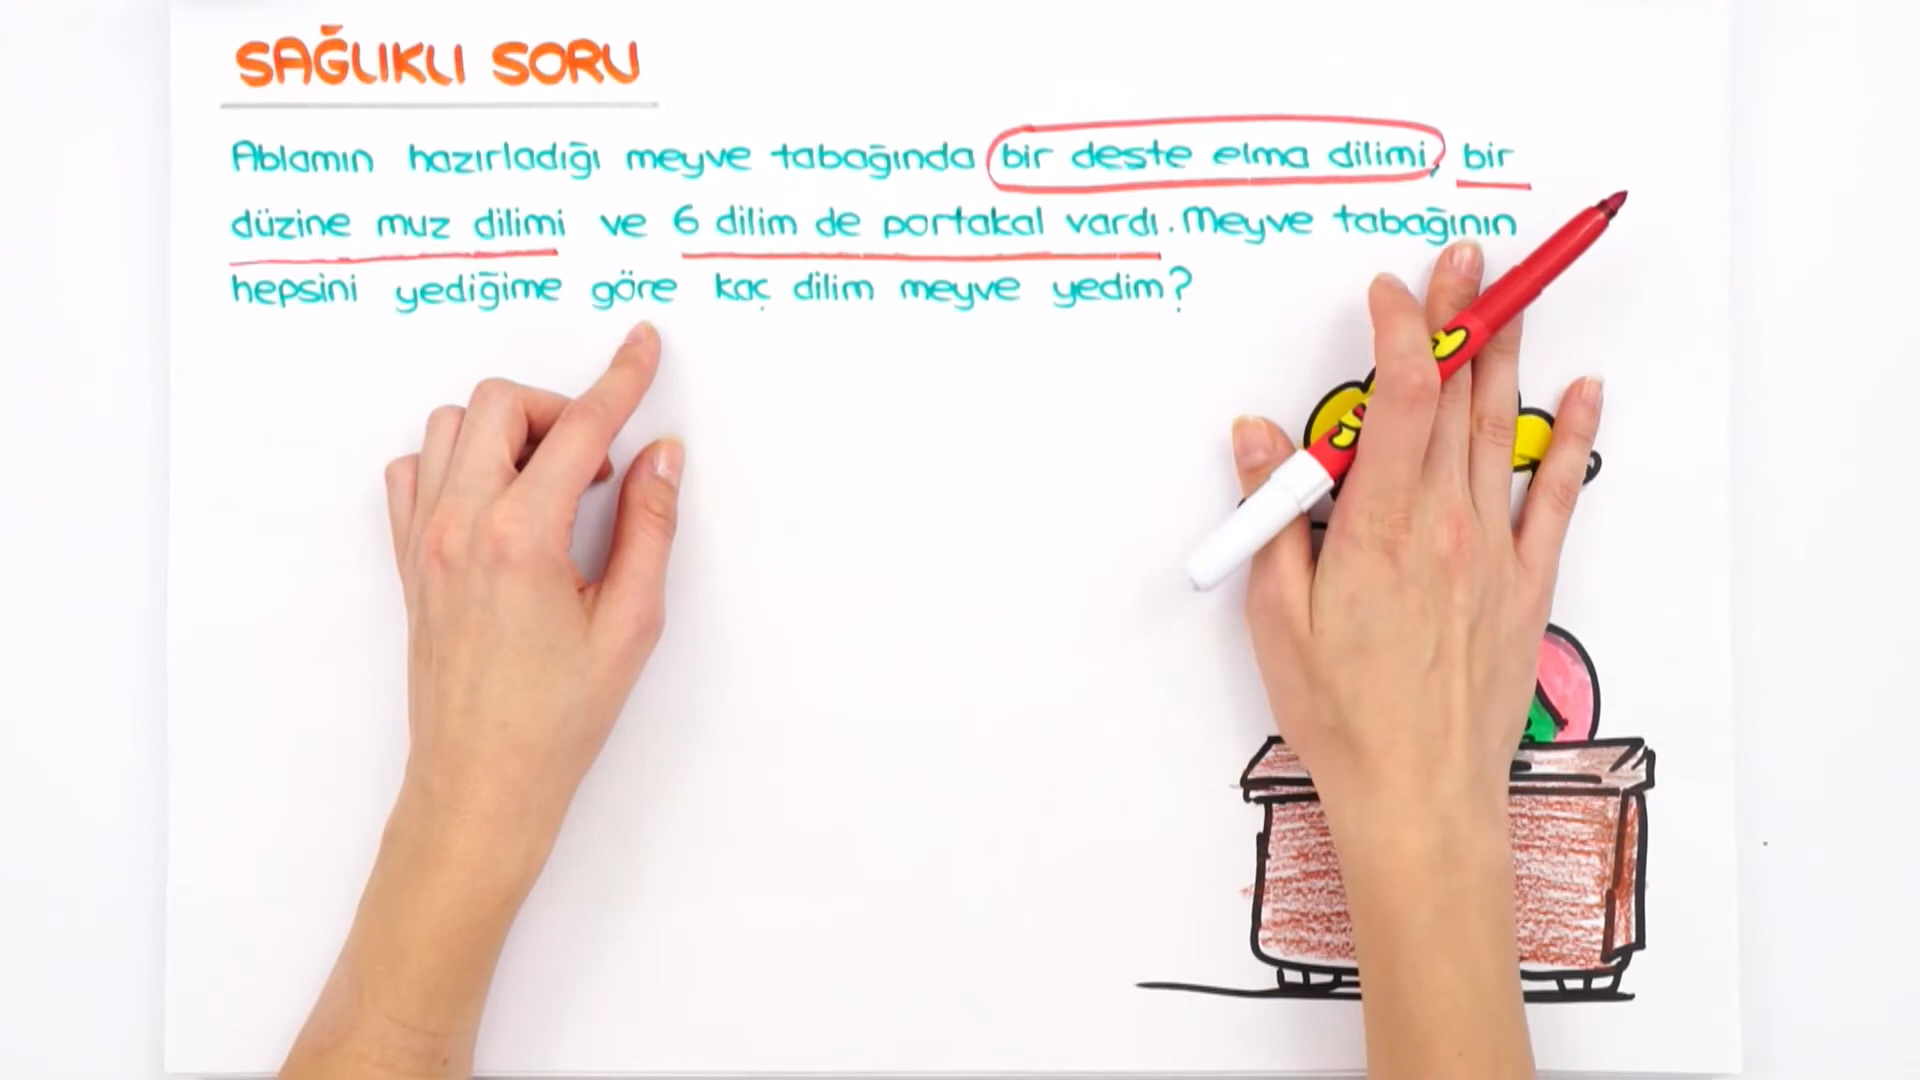 SAĞLIKLI SORU
Ablamın hazırladığı meyve tabağında bir deste elma dilimi, bir
düzine muz dilimi ve 6 dilim de portakal vardı. Meyve tabağının
hepsini yediğime göre kaç dilim meyve yedim?